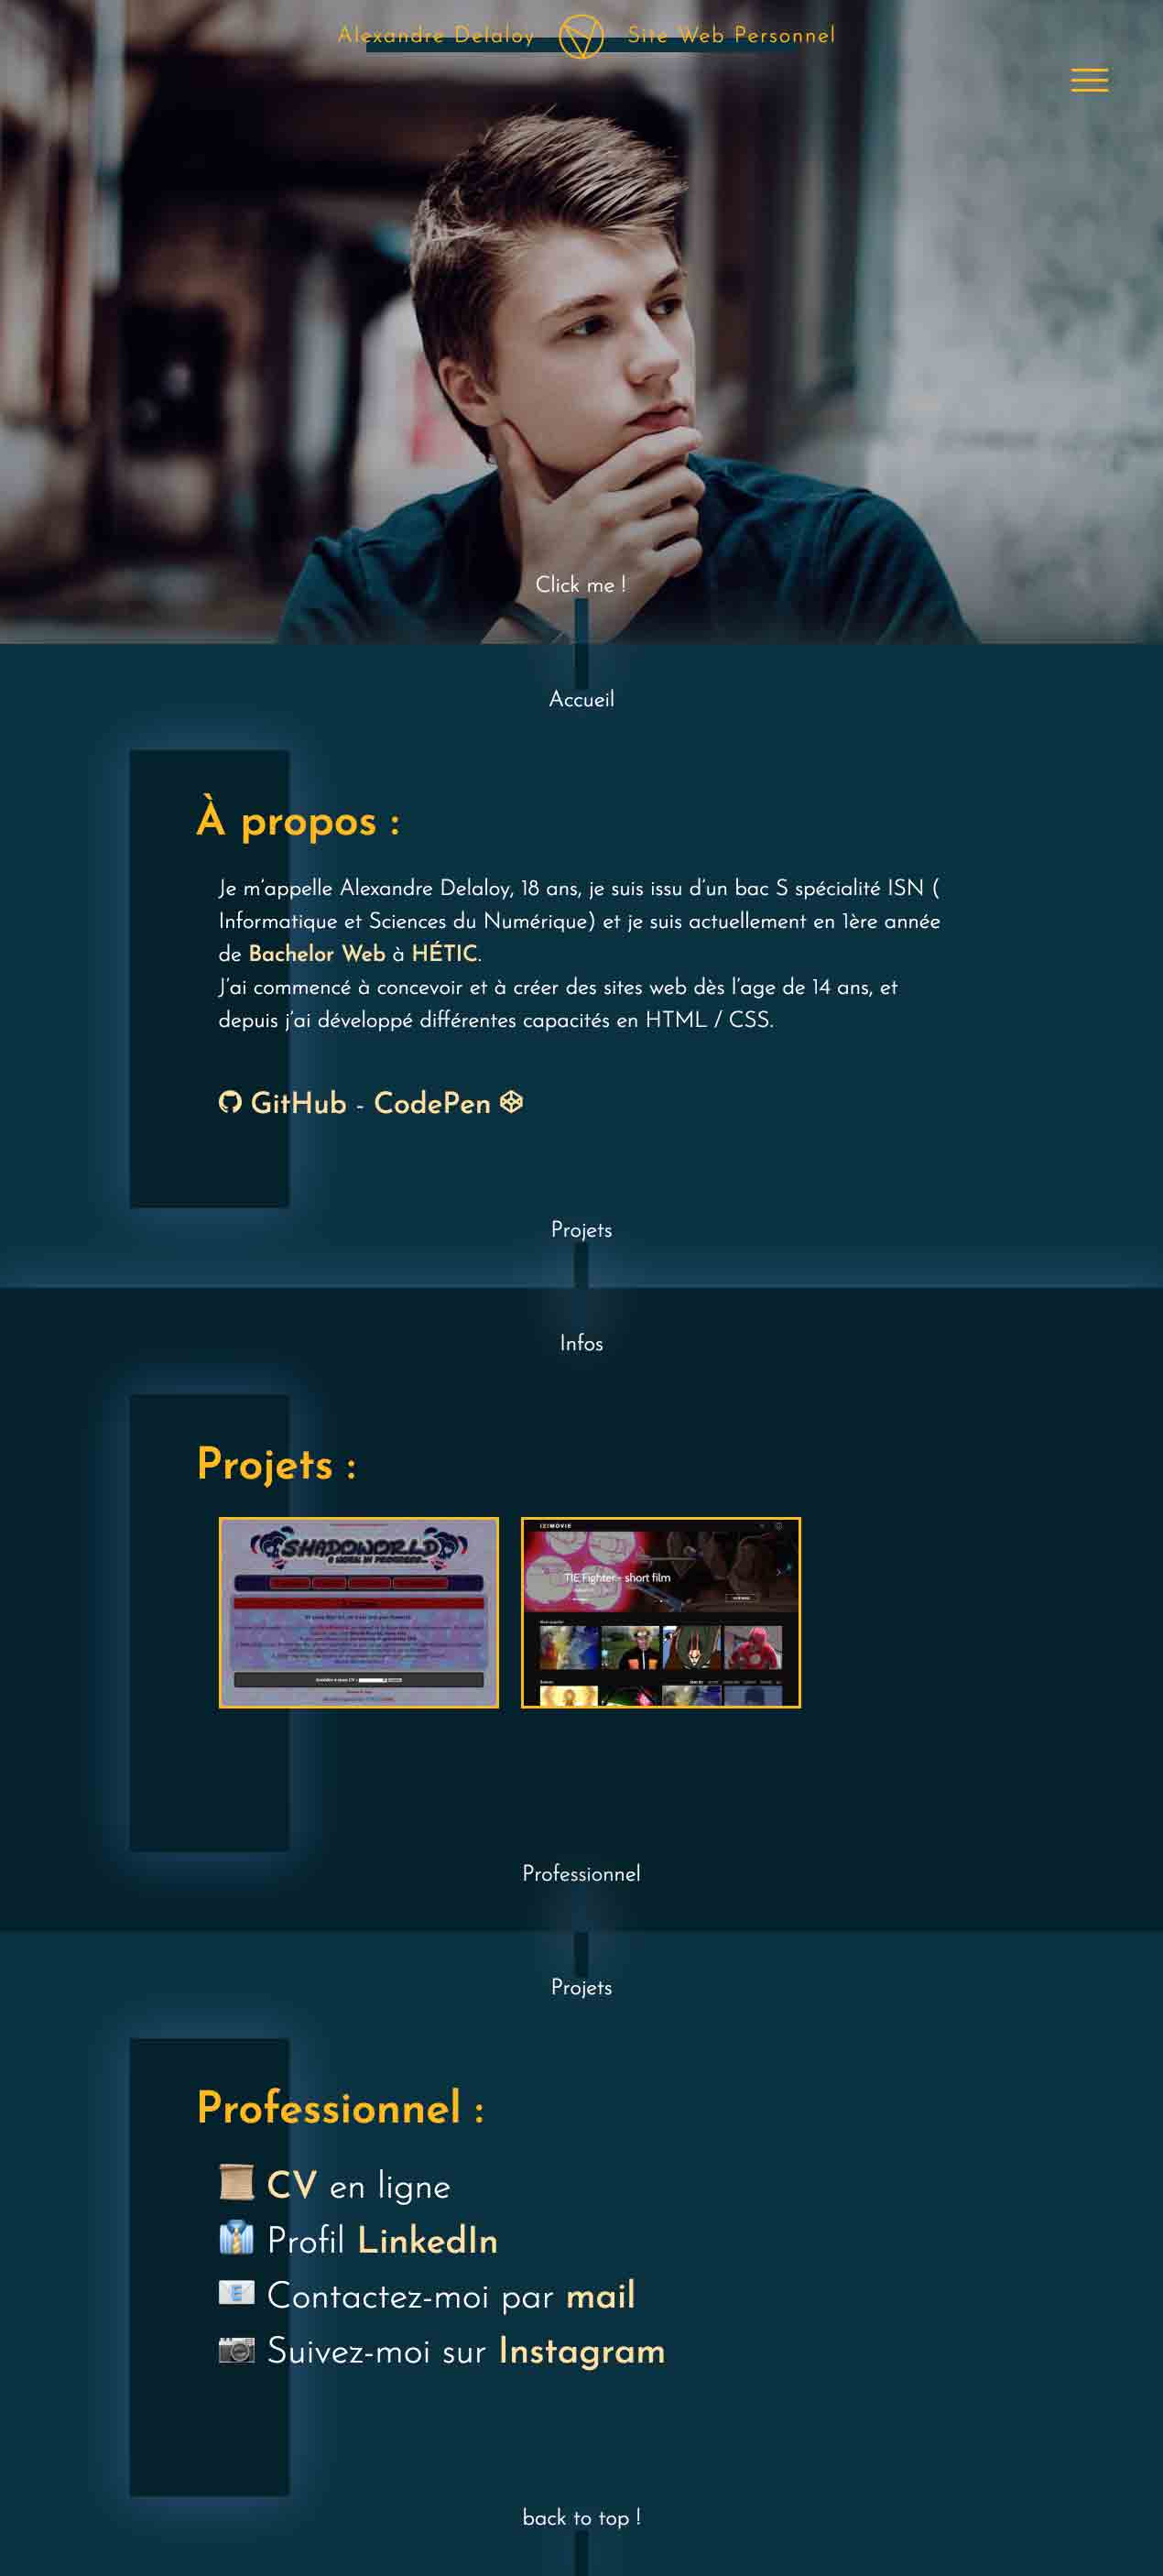 Alexandre Delaloy Site Web Personnel
Click me !
Accueil
À propos :
Je m'appelle Alexandre Delaloy, 18 ans, je suis issu d'un bac S spécialité ISN (
Informatique et Sciences du Numérique) et je suis actuellement en 1ère année
de Bachelor Web à HÉTIC.
J'ai commencé à concevoir et à créer des sites web dès l'age de 14 ans, et
depuis j'ai développé différentes capacités en HTML / CSS.
GitHub - CodePen
Projets
Infos
Projets :
SHADOWORLD
A WORK IN PROGRESS
TIE Fighter - short film
Professionnel
Projets
Professionnel :
CV en ligne
Profil LinkedIn
Contactez-moi par mail
Suivez-moi sur Instagram
back to top !